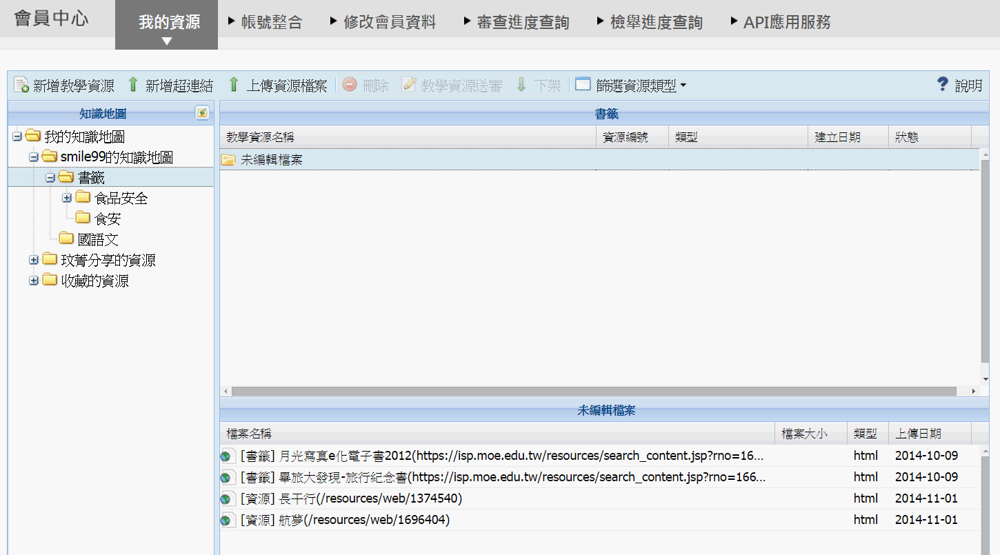 會員中心 我的資源 帳號整合 修改會員資料 審查進度查詢 檢舉進度查詢 API應用服務
新增教學資源 新增超連結 上傳資源檔案 刪除 教學資源送審 下架 篩選資源類型 ? 說明
知識地圖
我的知識地圖
smile99的知識地圖
書籤
食品安全
食安
國語文
玟菁分享的資源
收藏的資源
書籤
教學資源名稱 資源編號 類型 建立日期 狀態
未編輯檔案
未編輯檔案
檔案名稱 檔案大小 類型 上傳日期
[書籤] 月光寫真e化電子書2012(https://isp.moe.edu.tw/resources/search_content.jsp?rno=16... html 2014-10-09
[書籤] 畢旅大發現-旅行紀念書(https://isp.moe.edu.tw/resources/search_content.jsp?rno=166... html 2014-10-09
[資源] 長干行(/resources/web/1374540) html 2014-11-01
[資源] 航夢(/resources/web/1696404) html 2014-11-01